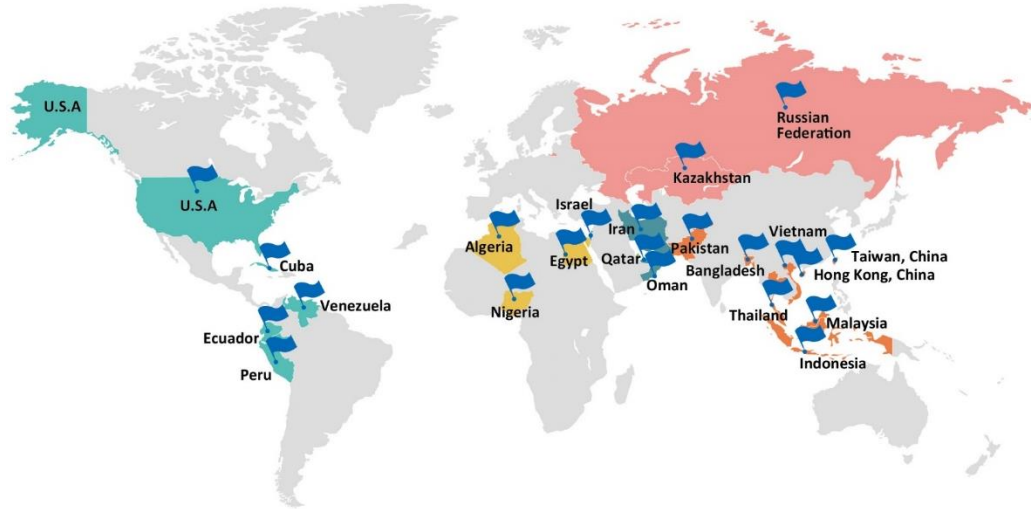 U.S.A
Russian
Federation
Kazakhstan
U.S.A
Israel
Algeria
Egypt
Iran
Qatar
Oman
Pakistan
Vietnam
Bangladesh
Taiwan, China
Hong Kong, China
Cuba
Venezuela
Nigeria
Thailand
Malaysia
Ecuador
Peru
Indonesia